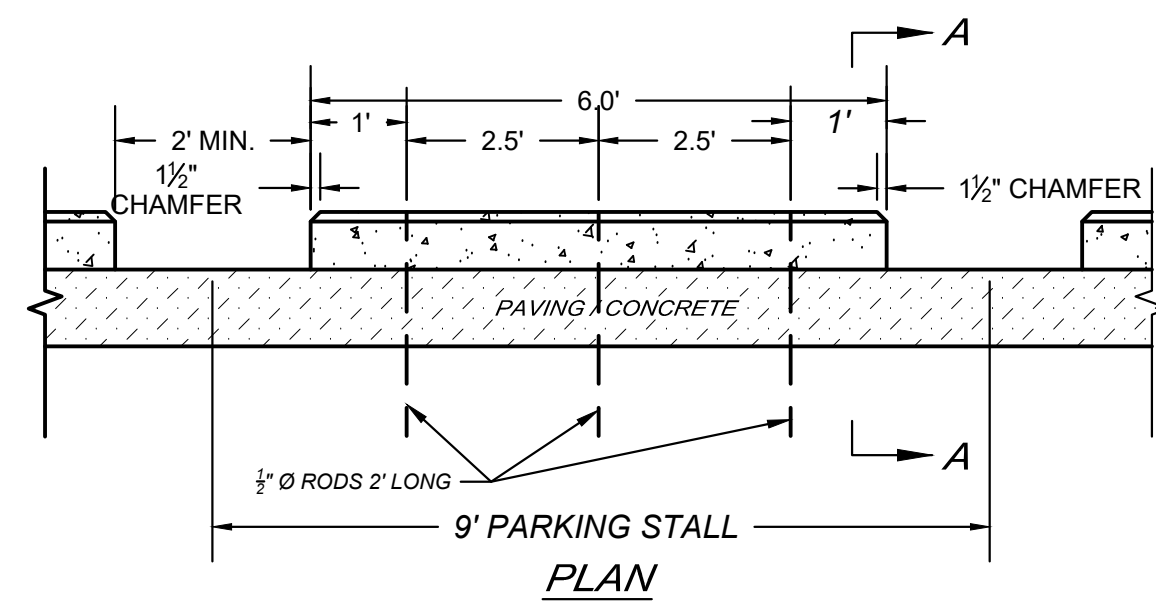 A
6.0'
1'
1'
2' MIN.
2.5'
2.5'
1½"
CHAMFER
1½" CHAMFER
PAVING / CONCRETE
A
½" Ø RODS 2' LONG
9' PARKING STALL
PLAN